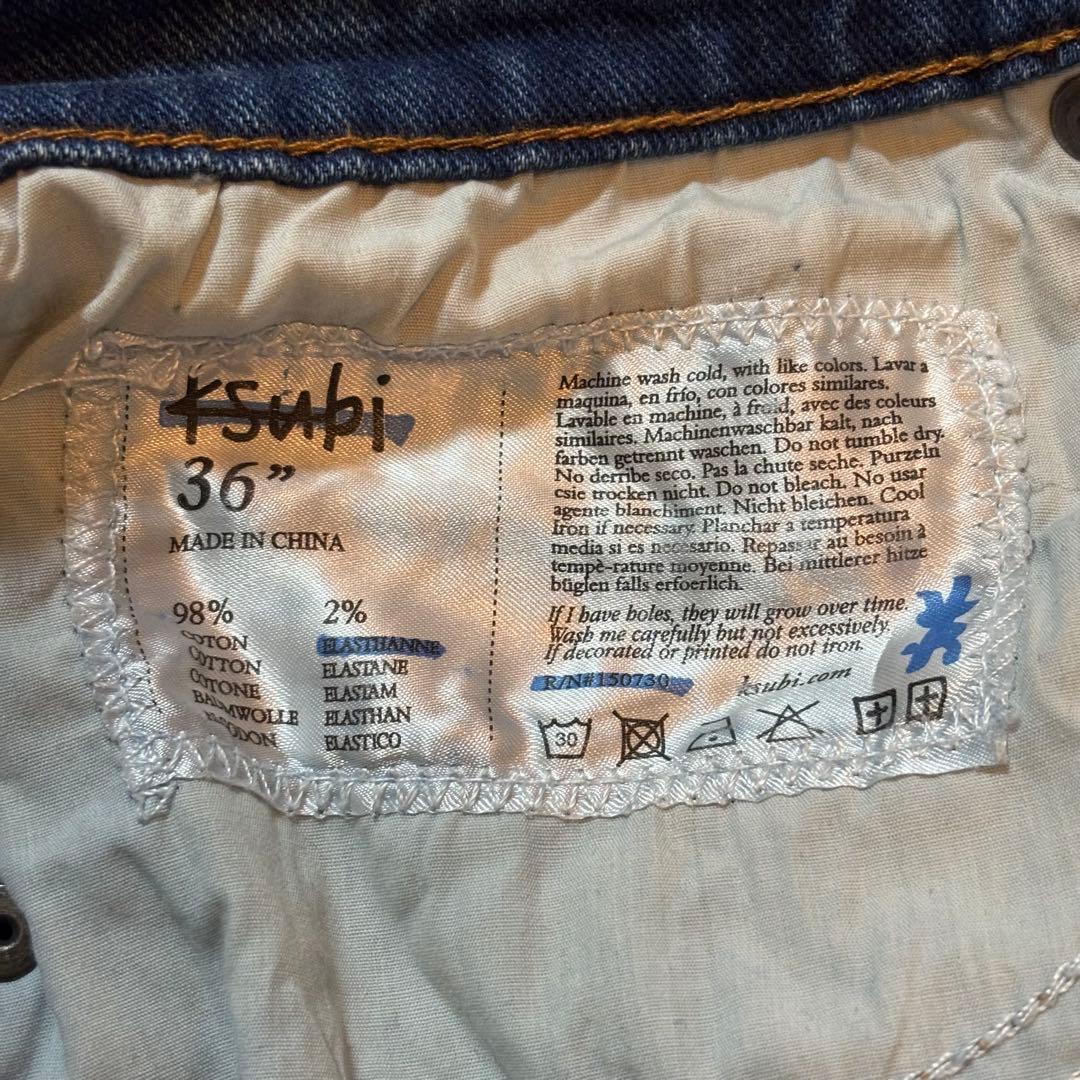 ksubi
36”
MADE IN CHINA
98%
COTON
COTTON
COTONE
BAUMWOLLE
2%
ELASTHANNE
ELASTANE
ELASTAM
ELASTHAN
ELASTICO
Machine wash cold, with like colors. Lavar a
maquina, en frío, con colores similares.
Lavable en machine, à froid, avec des coleurs
similaires. Machinenwaschbar kalt, nach
farben getrennt waschen. Do not tumble dry.
No derribe seco. Pas la chute seche. Purzeln
csie trocken nicht. Do not bleach. No usar
agente blanchiment. Nicht bleichen. Cool
Iron if necessary. Planchar a temperatura
media si es necesario. Repassar au besoin à
tempè-rature moyenne. Bei mittlerer hitze
büglen falls erfoerlich.
If I have holes, they will grow over time.
Wash me carefully but not excessively.
If decorated or printed do not iron.
R/N#150730
ksubi.com
30